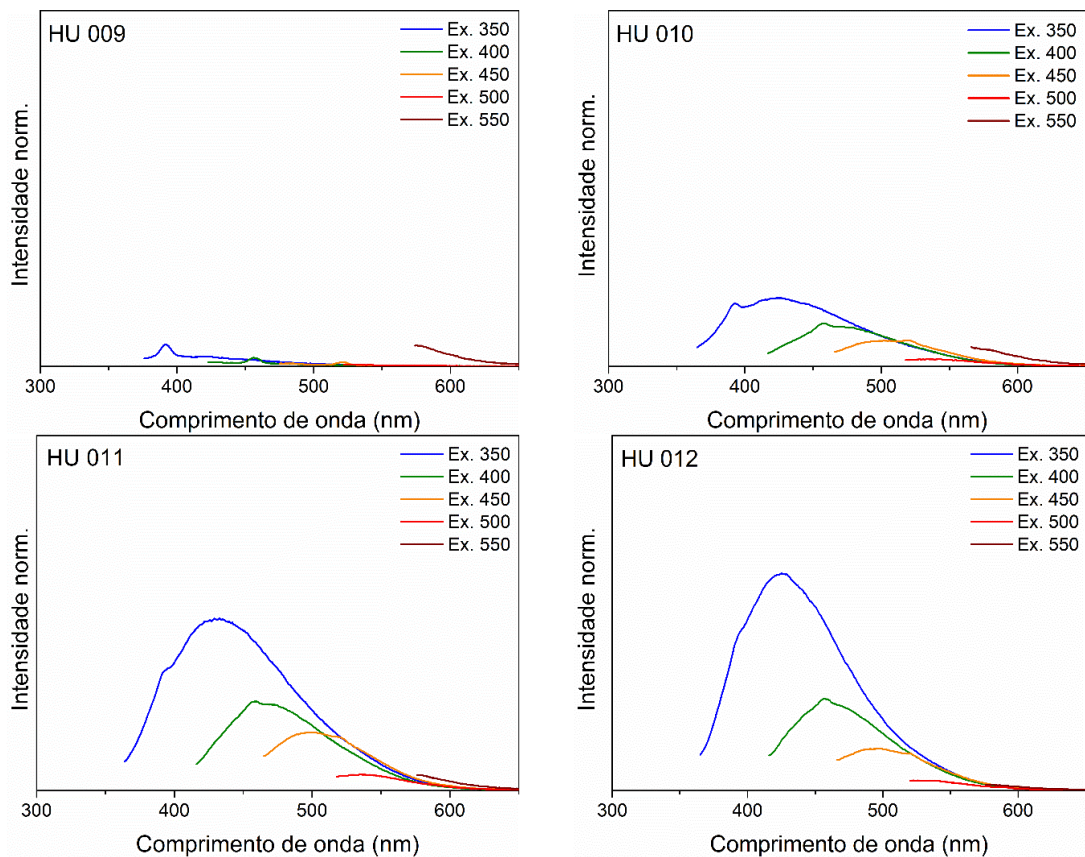 HU 009
Ex. 350
Ex. 400
Ex. 450
Ex. 500
Ex. 550
Intensidade norm.
300 400 500 600
Comprimento de onda (nm)
HU 010
Ex. 350
Ex. 400
Ex. 450
Ex. 500
Ex. 550
Intensidade norm.
300 400 500 600
Comprimento de onda (nm)
HU 011
Ex. 350
Ex. 400
Ex. 450
Ex. 500
Ex. 550
Intensidade norm.
300 400 500 600
Comprimento de onda (nm)
HU 012
Ex. 350
Ex. 400
Ex. 450
Ex. 500
Ex. 550
Intensidade norm.
300 400 500 600
Comprimento de onda (nm)